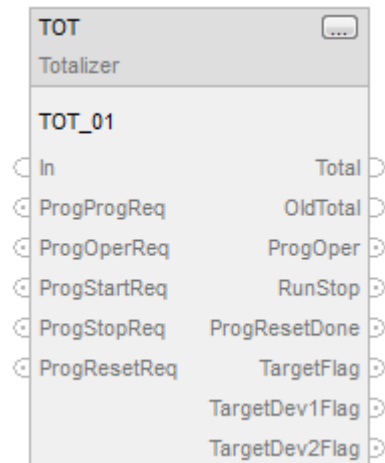 TOT ...
Totalizer
TOT_01
In Total
ProgProgReq OldTotal
ProgOperReq ProgOper
ProgStartReq RunStop
ProgStopReq ProgResetDone
ProgResetReq TargetFlag
TargetDev1Flag
TargetDev2Flag